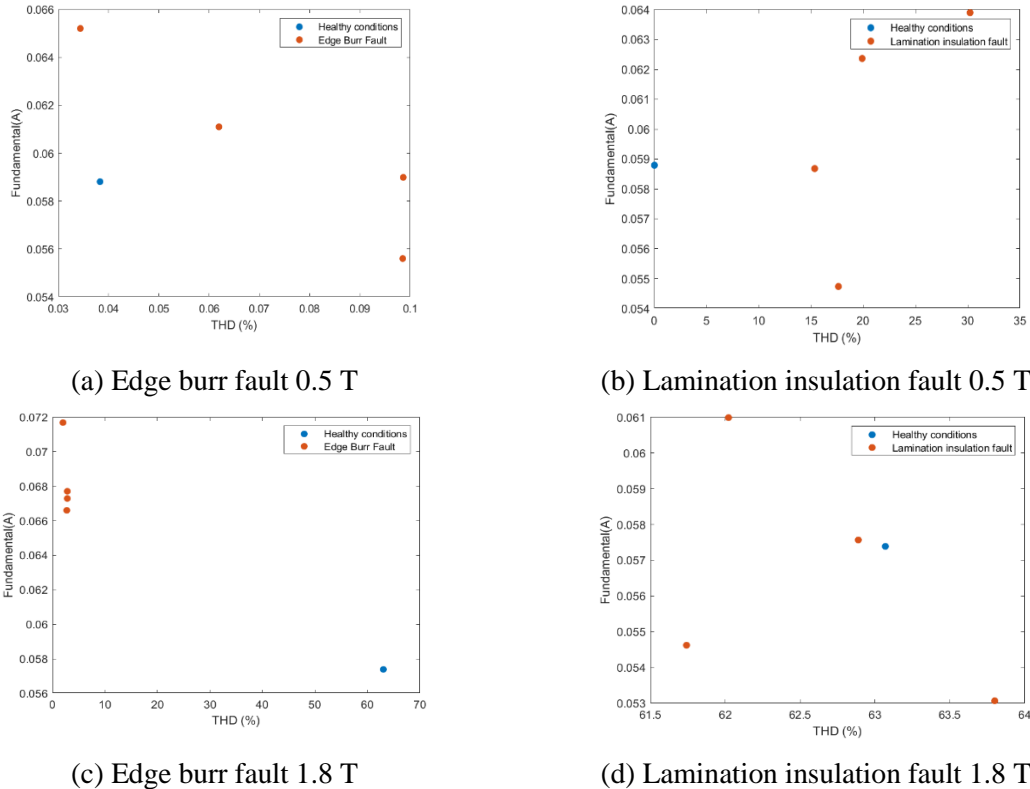 0.066
0.064
0.062
0.06
0.058
0.056
0.054
Fundamental(A)
Healthy conditions
Edge Burr Fault
0.03 0.04 0.05 0.06 0.07 0.08 0.09 0.1
THD (%)
(a) Edge burr fault 0.5 T
0.064
0.063
0.062
0.061
0.06
0.059
0.058
0.057
0.056
0.055
0.054
Fundamental(A)
Healthy conditions
Lamination insulation fault
0 5 10 15 20 25 30 35
THD (%)
(b) Lamination insulation fault 0.5 T
0.072
0.07
0.068
0.066
0.064
0.062
0.06
0.058
0.056
Fundamental(A)
Healthy conditions
Edge Burr Fault
0 10 20 30 40 50 60 70
THD (%)
(c) Edge burr fault 1.8 T
0.061
0.06
0.059
0.058
0.057
0.056
0.055
0.054
0.053
Fundamental(A)
Healthy conditions
Lamination insulation fault
61.5 62 62.5 63 63.5 64
THD (%)
(d) Lamination insulation fault 1.8 T